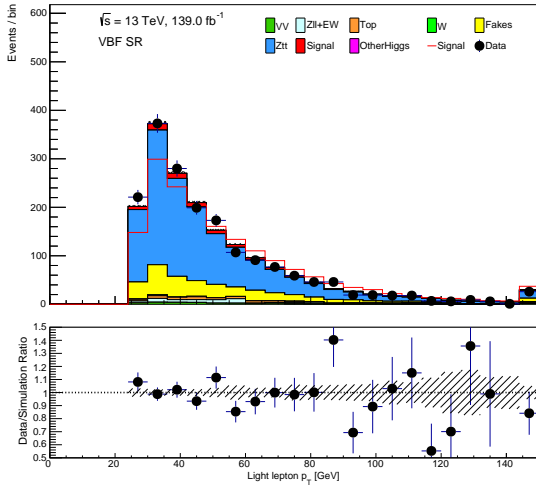 Events / bin
600
500
400
300
200
100
0
√s = 13 TeV, 139.0 fb⁻¹
VBF SR
VV Zll+EW Top W Fakes
Ztt Signal OtherHiggs Signal Data
Data/Simulation Ratio
1.5
1.4
1.3
1.2
1.1
1
0.9
0.8
0.7
0.6
0.5
0 20 40 60 80 100 120 140
Light lepton p_T [GeV]